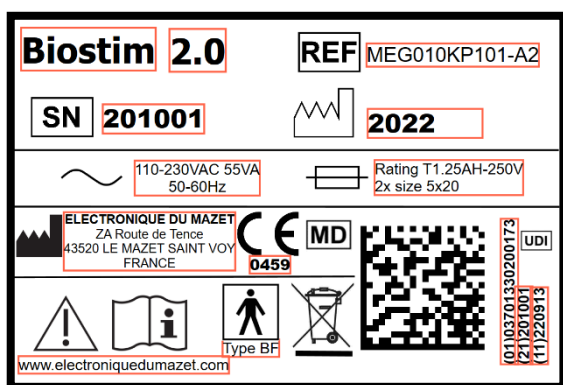 Biostim 2.0
REF MEG010KP101-A2
SN 201001
2022
110-230VAC 55VA
50-60Hz
Rating T1.25AH-250V
2x size 5x20
ELECTRONIQUE DU MAZET
ZA Route de Tence
43520 LE MAZET SAINT VOY
FRANCE
CE
0459
MD
UDI
(01)03701330200173
(21)201001
(11)220913
Type BF
www.electroniquedumazet.com